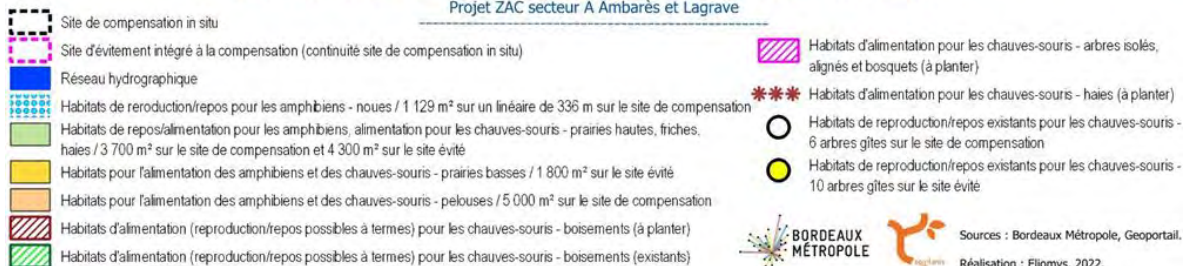 Projet ZAC secteur A Ambarès et Lagrave
Site de compensation in situ
Site d'évitement intégré à la compensation (continuité site de compensation in situ)
Réseau hydrographique
Habitats de reroduction/repos pour les amphibiens - noues / 1 129 m² sur un linéaire de 336 m sur le site de compensation
Habitats de repos/alimentation pour les amphibiens, alimentation pour les chauves-souris - prairies hautes, friches,
haies / 3 700 m² sur le site de compensation et 4 300 m² sur le site évité
Habitats pour l'alimentation des amphibiens et des chauves-souris - prairies basses / 1 800 m² sur le site évité
Habitats pour l'alimentation des amphibiens et des chauves-souris - pelouses / 5 000 m² sur le site de compensation
Habitats d'alimentation (reproduction/repos possibles à termes) pour les chauves-souris - boisements (à planter)
Habitats d'alimentation (reproduction/repos possibles à termes) pour les chauves-souris - boisements (existants)
Habitats d'alimentation pour les chauves-souris - arbres isolés,
alignés et bosquets (à planter)
Habitats d'alimentation pour les chauves-souris - haies (à planter)
Habitats de reproduction/repos existants pour les chauves-souris -
6 arbres gîtes sur le site de compensation
Habitats de reproduction/repos existants pour les chauves-souris -
10 arbres gîtes sur le site évité
BORDEAUX
MÉTROPOLE
Sources : Bordeaux Métropole, Geoportail.
Réalisation : Eliomys, 2022.